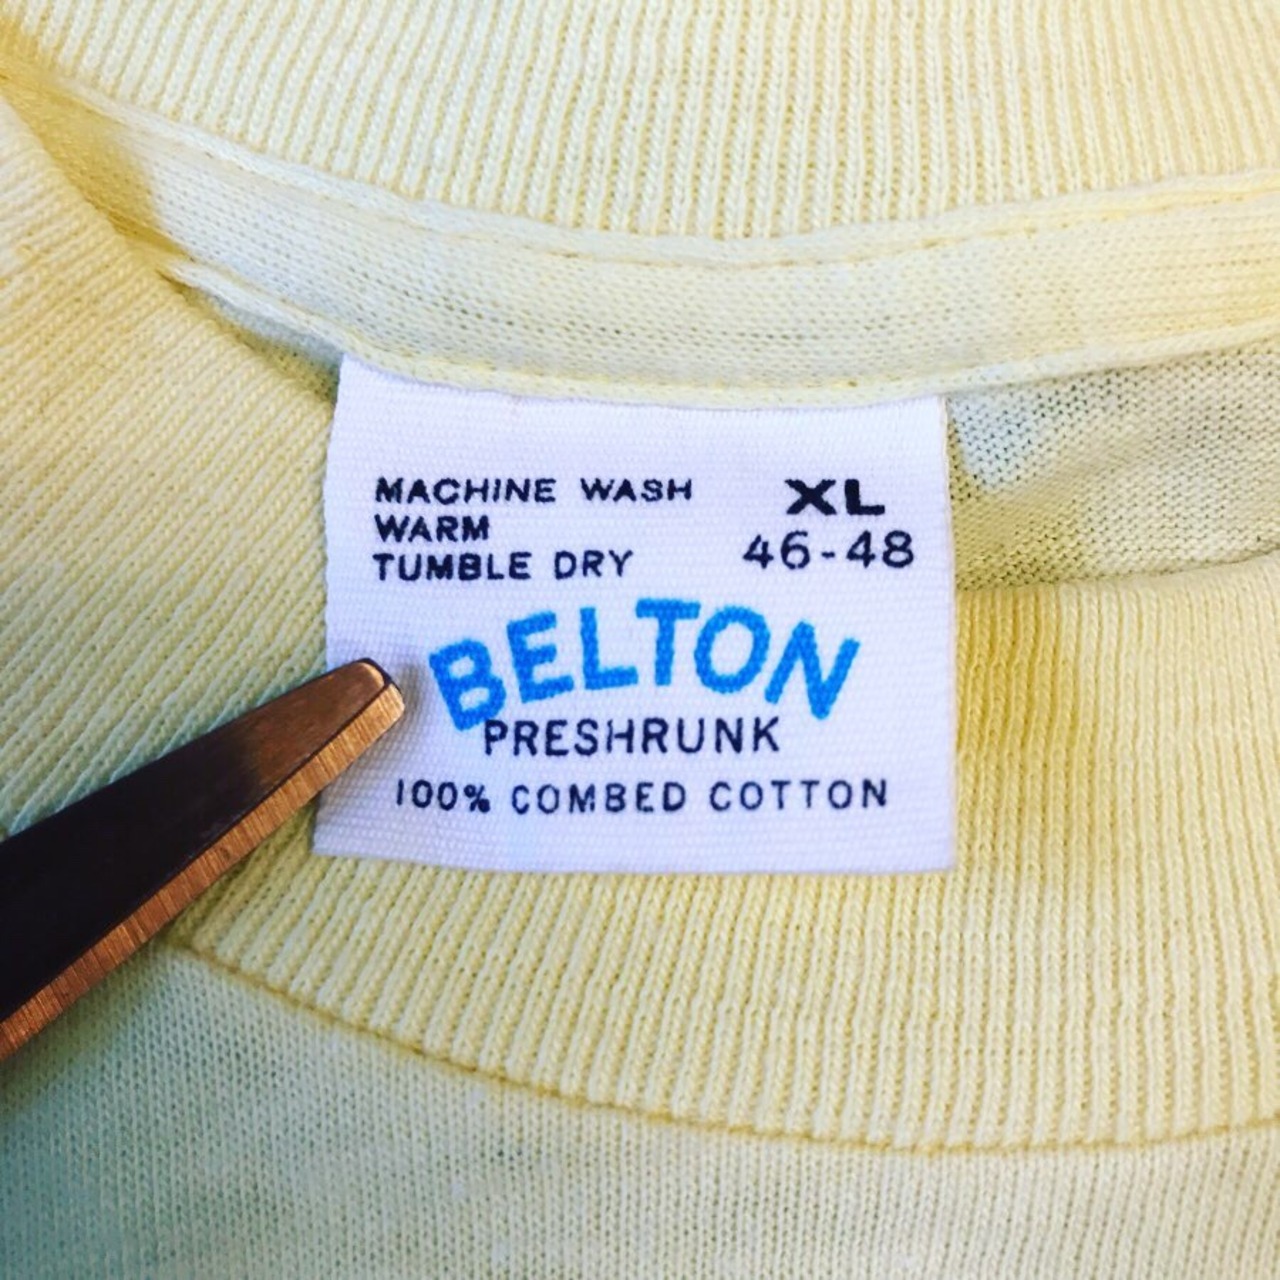 MACHINE WASH
WARM
TUMBLE DRY
XL
46-48
BELTON
PRESHRUNK
100% COMBED COTTON